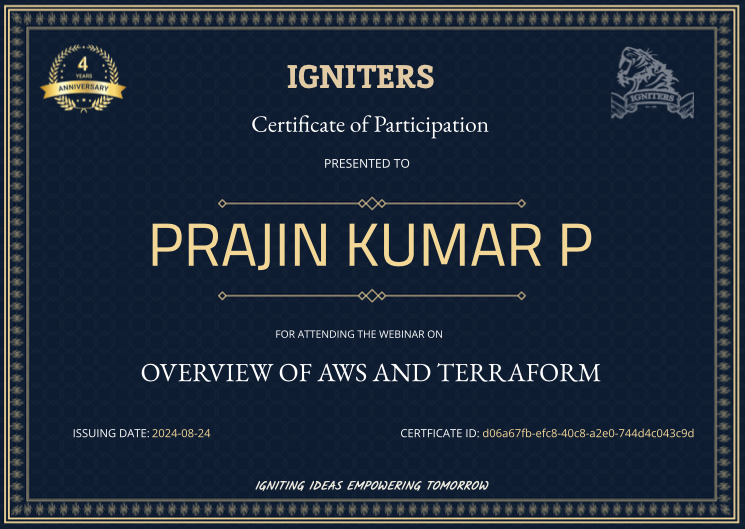 4
YEARS
ANNIVERSARY
IGNITERS
IGNITERS
Certificate of Participation
PRESENTED TO
PRAJIN KUMAR P
FOR ATTENDING THE WEBINAR ON
OVERVIEW OF AWS AND TERRAFORM
ISSUING DATE: 2024-08-24
CERTFICATE ID: d06a67fb-efc8-40c8-a2e0-744d4c043c9d
IGNITING IDEAS EMPOWERING TOMORROW